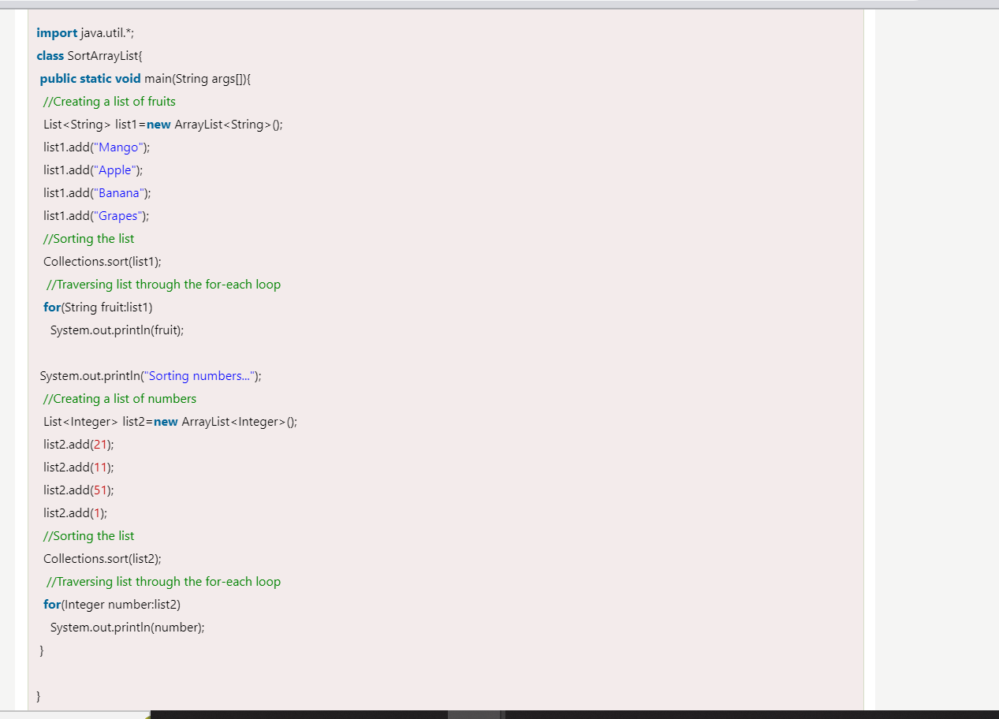 import java.util.*;
class SortArrayList{
public static void main(String args[]){
//Creating a list of fruits
List<String> list1=new ArrayList<String>();
list1.add("Mango");
list1.add("Apple");
list1.add("Banana");
list1.add("Grapes");
//Sorting the list
Collections.sort(list1);
//Traversing list through the for-each loop
for(String fruit:list1)
System.out.println(fruit);
System.out.println("Sorting numbers...");
//Creating a list of numbers
List<Integer> list2=new ArrayList<Integer>();
list2.add(21);
list2.add(11);
list2.add(51);
list2.add(1);
//Sorting the list
Collections.sort(list2);
//Traversing list through the for-each loop
for(Integer number:list2)
System.out.println(number);
}
}